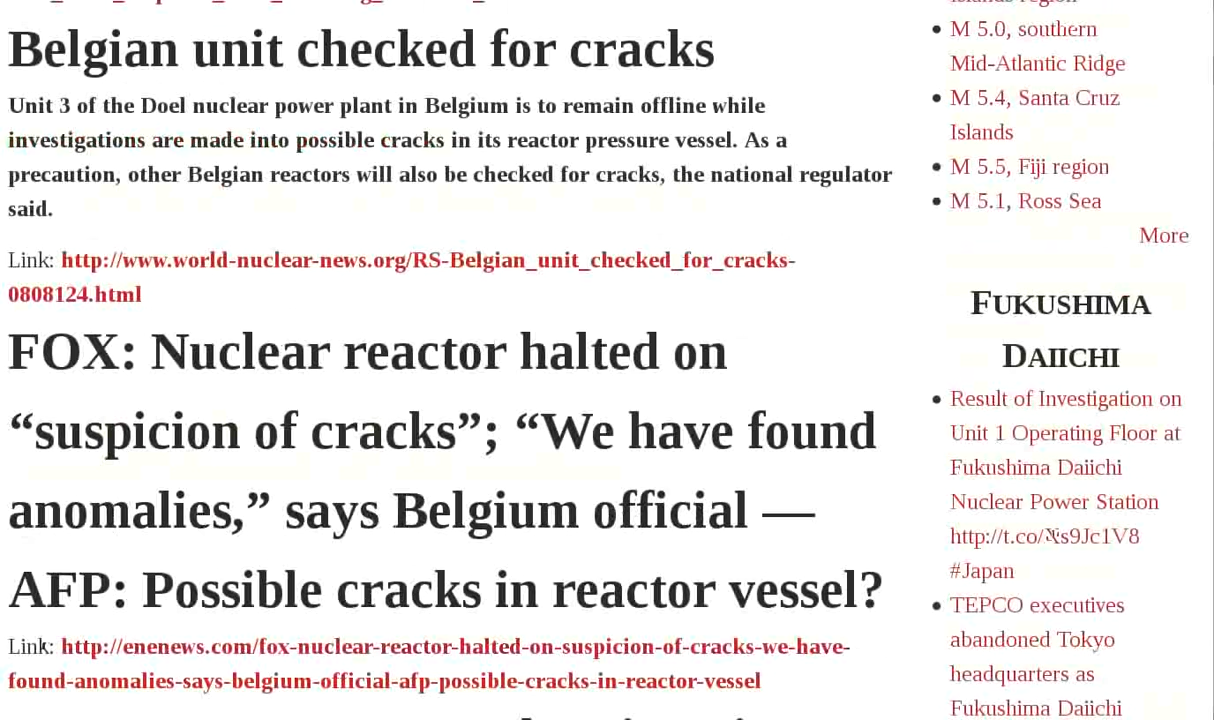 Belgian unit checked for cracks
Unit 3 of the Doel nuclear power plant in Belgium is to remain offline while
investigations are made into possible cracks in its reactor pressure vessel. As a
precaution, other Belgian reactors will also be checked for cracks, the national regulator
said.
Link: http://www.world-nuclear-news.org/RS-Belgian_unit_checked_for_cracks-
0808124.html
FOX: Nuclear reactor halted on
“suspicion of cracks”; “We have found
anomalies,” says Belgium official —
AFP: Possible cracks in reactor vessel?
Link: http://enenews.com/fox-nuclear-reactor-halted-on-suspicion-of-cracks-we-have-
found-anomalies-says-belgium-official-afp-possible-cracks-in-reactor-vessel
M 5.0, southern
Mid-Atlantic Ridge
M 5.4, Santa Cruz
Islands
M 5.5, Fiji region
M 5.1, Ross Sea
More
FUKUSHIMA
DAIICHI
Result of Investigation on
Unit 1 Operating Floor at
Fukushima Daiichi
Nuclear Power Station
#Japan
TEPCO executives
abandoned Tokyo
headquarters as
Fukushima Daiichi